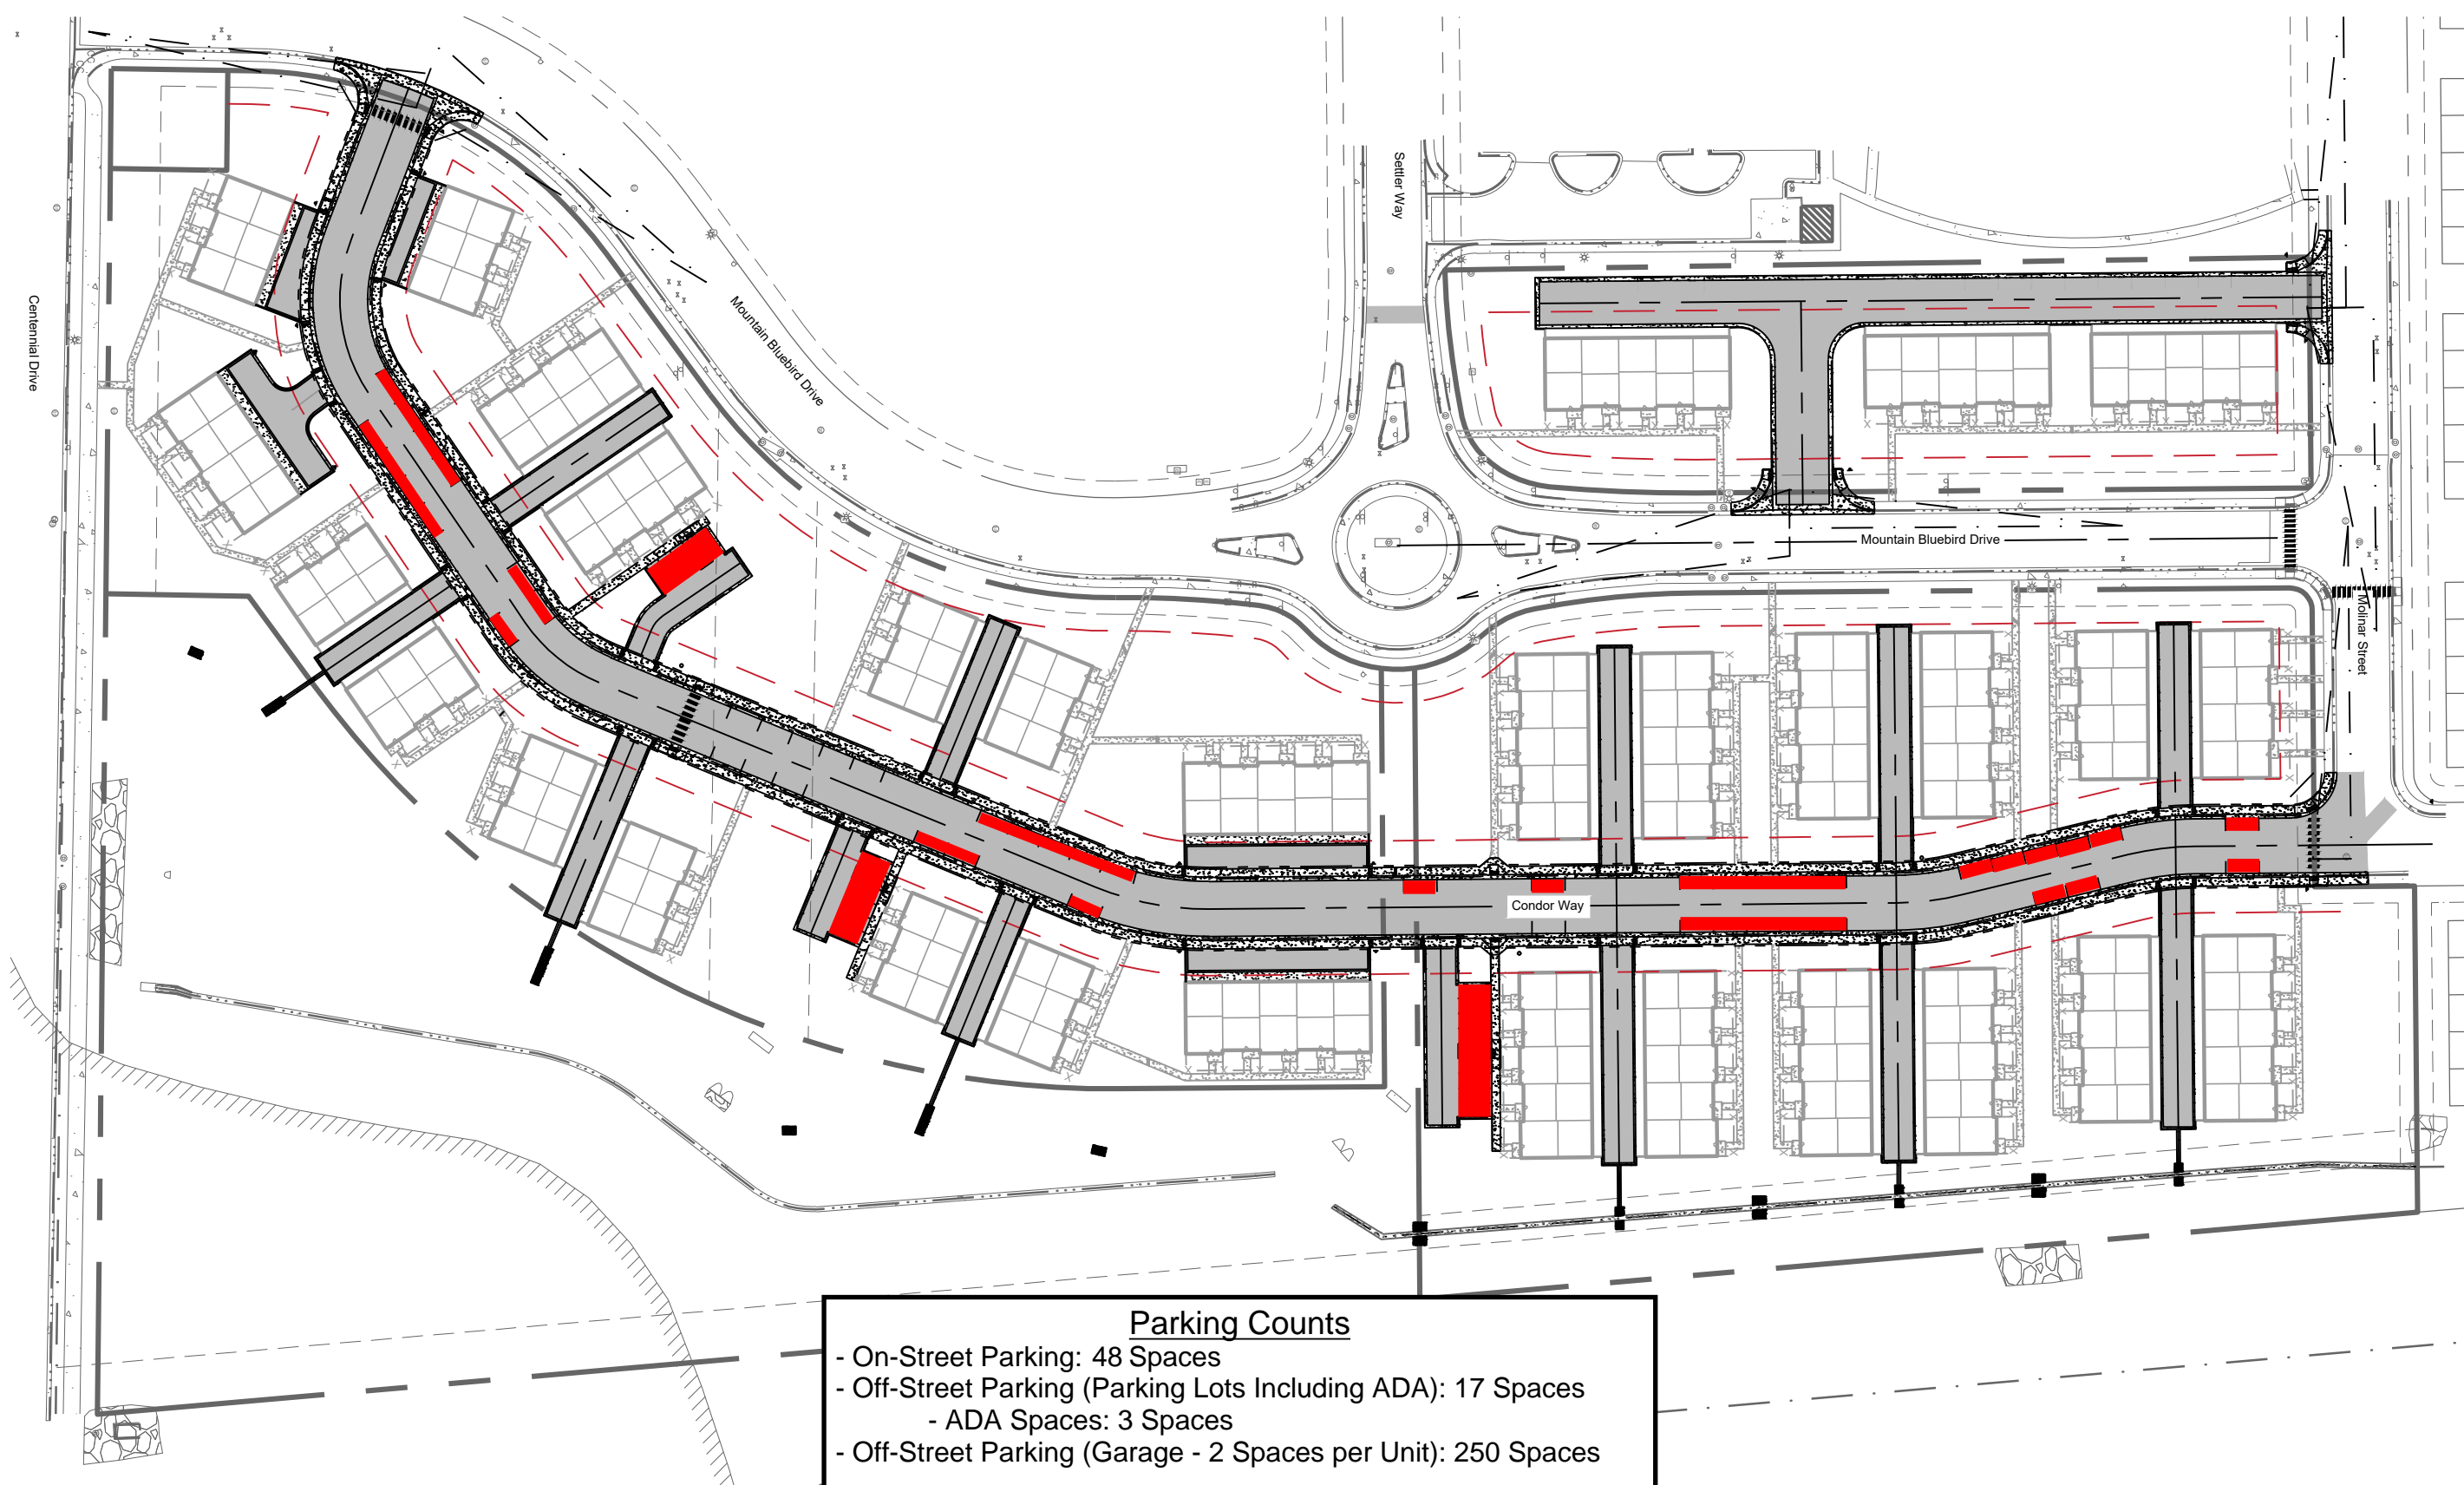 Settler Way
Centennial Drive
Mountain Bluebird Drive
Mountain Bluebird Drive
Molinar Street
Condor Way
Parking Counts
- On-Street Parking: 48 Spaces
- Off-Street Parking (Parking Lots Including ADA): 17 Spaces
- ADA Spaces: 3 Spaces
- Off-Street Parking (Garage - 2 Spaces per Unit): 250 Spaces